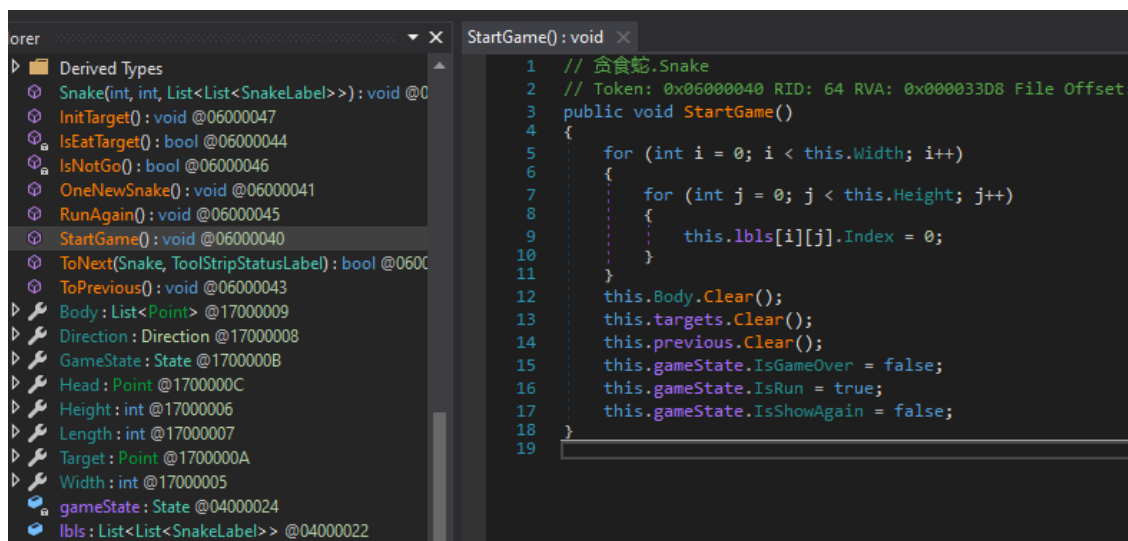 lorer
Derived Types
Snake(int, int, List<List<SnakeLabel>>) : void @0
InitTarget() : void @06000047
IsEatTarget() : bool @06000044
IsNotGo() : bool @06000046
OneNewSnake() : void @06000041
RunAgain() : void @06000045
StartGame() : void @06000040
ToNext(Snake, ToolStripStatusLabel) : bool @0600
ToPrevious() : void @06000043
Body : List<Point> @17000009
Direction : Direction @17000008
GameState : State @1700000B
Head : Point @1700000C
Height : int @17000006
Length : int @17000007
Target : Point @1700000A
Width : int @17000005
gameState : State @04000024
lbls : List<List<SnakeLabel>> @04000022
StartGame() : void
1 // 贪食蛇.Snake
2 // Token: 0x06000040 RID: 64 RVA: 0x000033D8 File Offset:
3 public void StartGame()
4 {
5 for (int i = 0; i < this.Width; i++)
6 {
7 for (int j = 0; j < this.Height; j++)
8 {
9 this.lbls[i][j].Index = 0;
10 }
11 }
12 this.Body.Clear();
13 this.targets.Clear();
14 this.previous.Clear();
15 this.gameState.IsGameOver = false;
16 this.gameState.IsRun = true;
17 this.gameState.IsShowAgain = false;
18 }
19